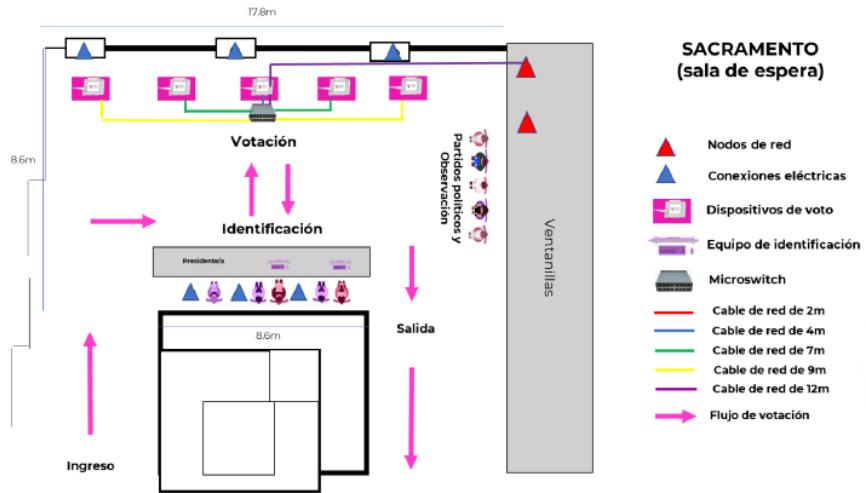 17.8m
8.6m
Votación
Partidos políticos y
Observación
Identificación
Presidente/a
Ventanillas
8.6m
Salida
Ingreso
SACRAMENTO
(sala de espera)
Nodos de red
Conexiones eléctricas
Dispositivos de voto
Equipo de identificación
Microswitch
Cable de red de 2m
Cable de red de 4m
Cable de red de 7m
Cable de red de 9m
Cable de red de 12m
Flujo de votación